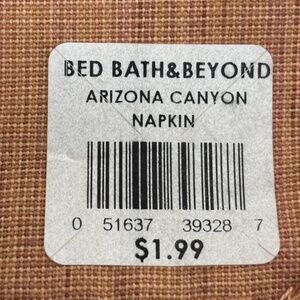 BED BATH&BEYOND
ARIZONA CANYON
NAPKIN
0 51637 39328 7
$1.99